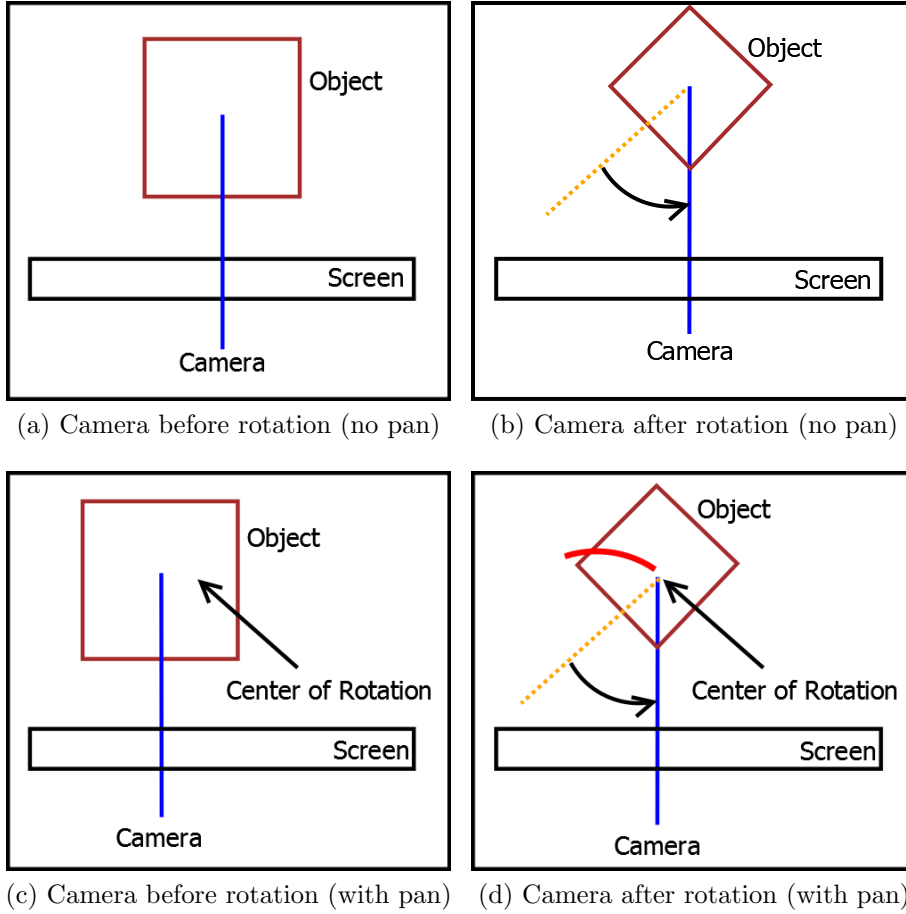 Object
Screen
Camera
(a) Camera before rotation (no pan)
Object
Screen
Camera
(b) Camera after rotation (no pan)
Object
Center of Rotation
Screen
Camera
(c) Camera before rotation (with pan)
Object
Center of Rotation
Screen
Camera
(d) Camera after rotation (with pan)